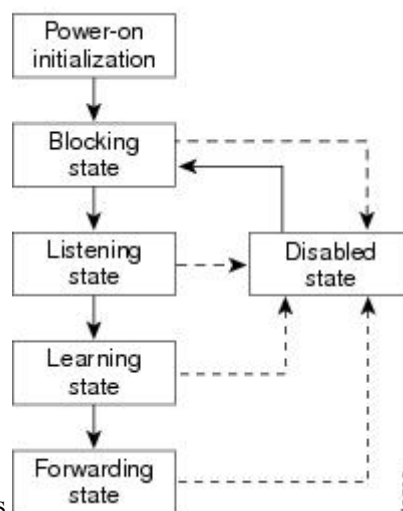 Power-on
initialization
Blocking
state
Listening
state
Disabled
state
Learning
state
Forwarding
state
s